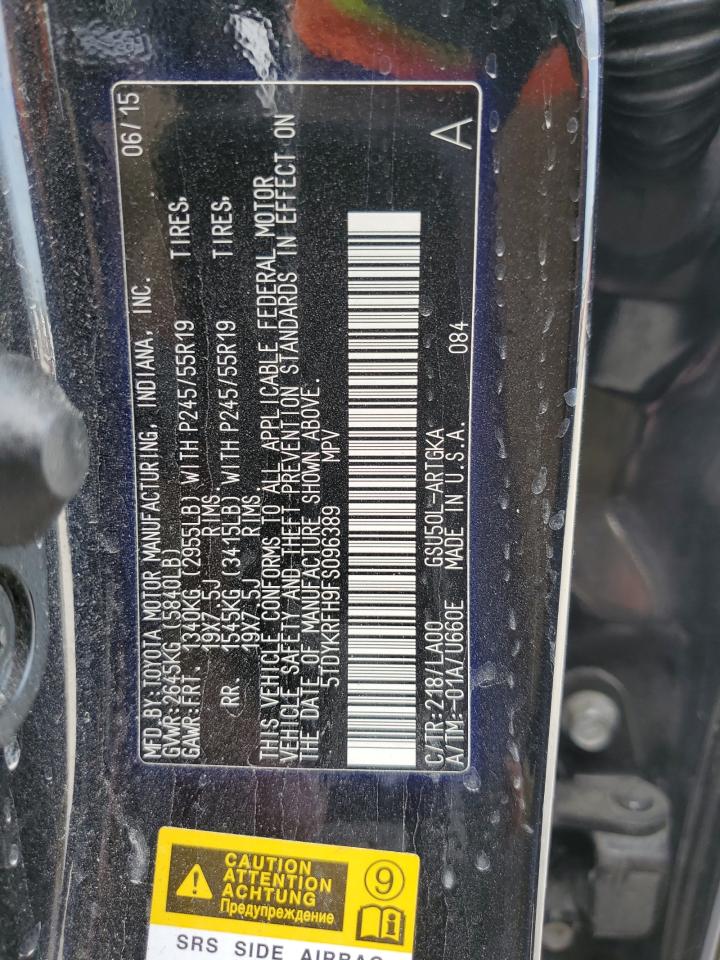 MFD.BY:TOYOTA MOTOR MANUFACTURING, INDIANA, INC. 06/15
GVWR:2645KG (5840LB)
GAWR:FRT. 1340KG (2955LB) WITH P245/55R19 TIRES,
19X7.5J RIMS,
RR. 1545KG (3415LB) WITH P245/55R19 TIRES,
19X7.5J RIMS
THIS VEHICLE CONFORMS TO ALL APPLICABLE FEDERAL MOTOR
VEHICLE SAFETY AND THEFT PREVENTION STANDARDS IN EFFECT ON
THE DATE OF MANUFACTURE SHOWN ABOVE.
5TDYKRFH9FS096389 MPV
C/TR:218/LA00 GSU50L-ARTGKA A
A/TM:-01A/U660E MADE IN U.S.A. 084
CAUTION
ATTENTION
ACHTUNG
Предупреждение
9
i
SRS SIDE AIRBAG